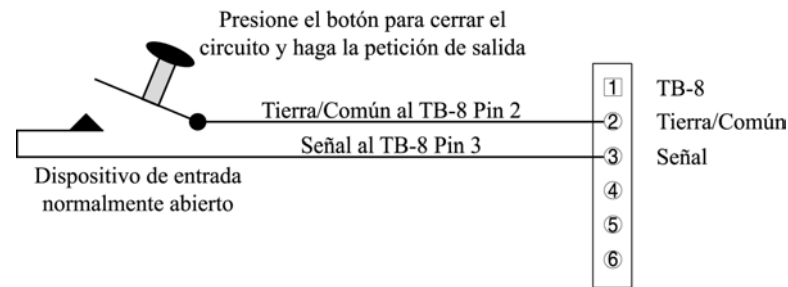 Presione el botón para cerrar el
circuito y haga la petición de salida
1 TB-8
Tierra/Común al TB-8 Pin 2
2 Tierra/Común
Señal al TB-8 Pin 3
3 Señal
Dispositivo de entrada
normalmente abierto
4
5
6